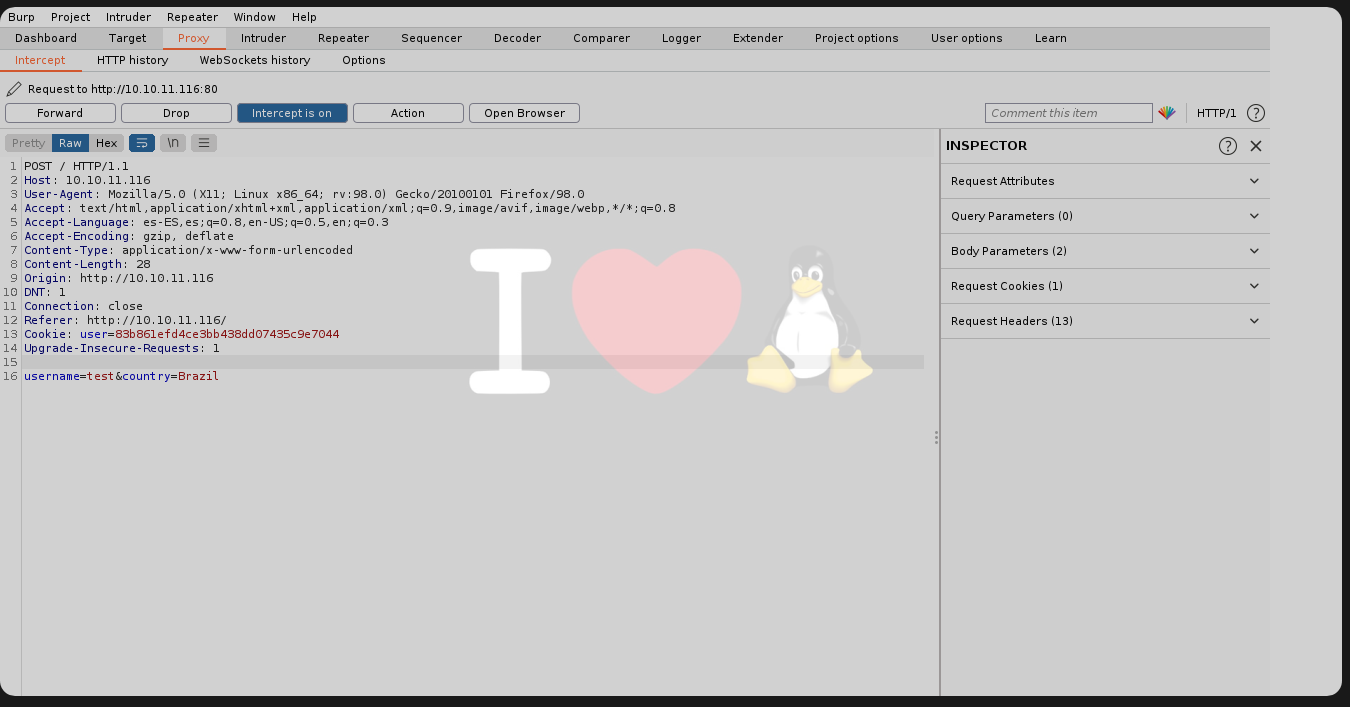 Burp Project Intruder Repeater Window Help
Dashboard Target Proxy Intruder Repeater Sequencer Decoder Comparer Logger Extender Project options User options Learn
Intercept HTTP history WebSockets history Options
Request to http://10.10.11.116:80
Forward Drop Intercept is on Action Open Browser Comment this item HTTP/1 ?
Pretty Raw Hex \n
1 POST / HTTP/1.1
2 Host: 10.10.11.116
3 User-Agent: Mozilla/5.0 (X11; Linux x86_64; rv:98.0) Gecko/20100101 Firefox/98.0
4 Accept: text/html,application/xhtml+xml,application/xml;q=0.9,image/avif,image/webp,*/*;q=0.8
5 Accept-Language: es-ES,es;q=0.8,en-US;q=0.5,en;q=0.3
6 Accept-Encoding: gzip, deflate
7 Content-Type: application/x-www-form-urlencoded
8 Content-Length: 28
9 Origin: http://10.10.11.116
10 DNT: 1
11 Connection: close
12 Referer: http://10.10.11.116/
13 Cookie: user=83b861efd4ce3bb438dd07435c9e7044
14 Upgrade-Insecure-Requests: 1
15
16 username=test&country=Brazil
I
INSPECTOR ?
Request Attributes
Query Parameters (0)
Body Parameters (2)
Request Cookies (1)
Request Headers (13)